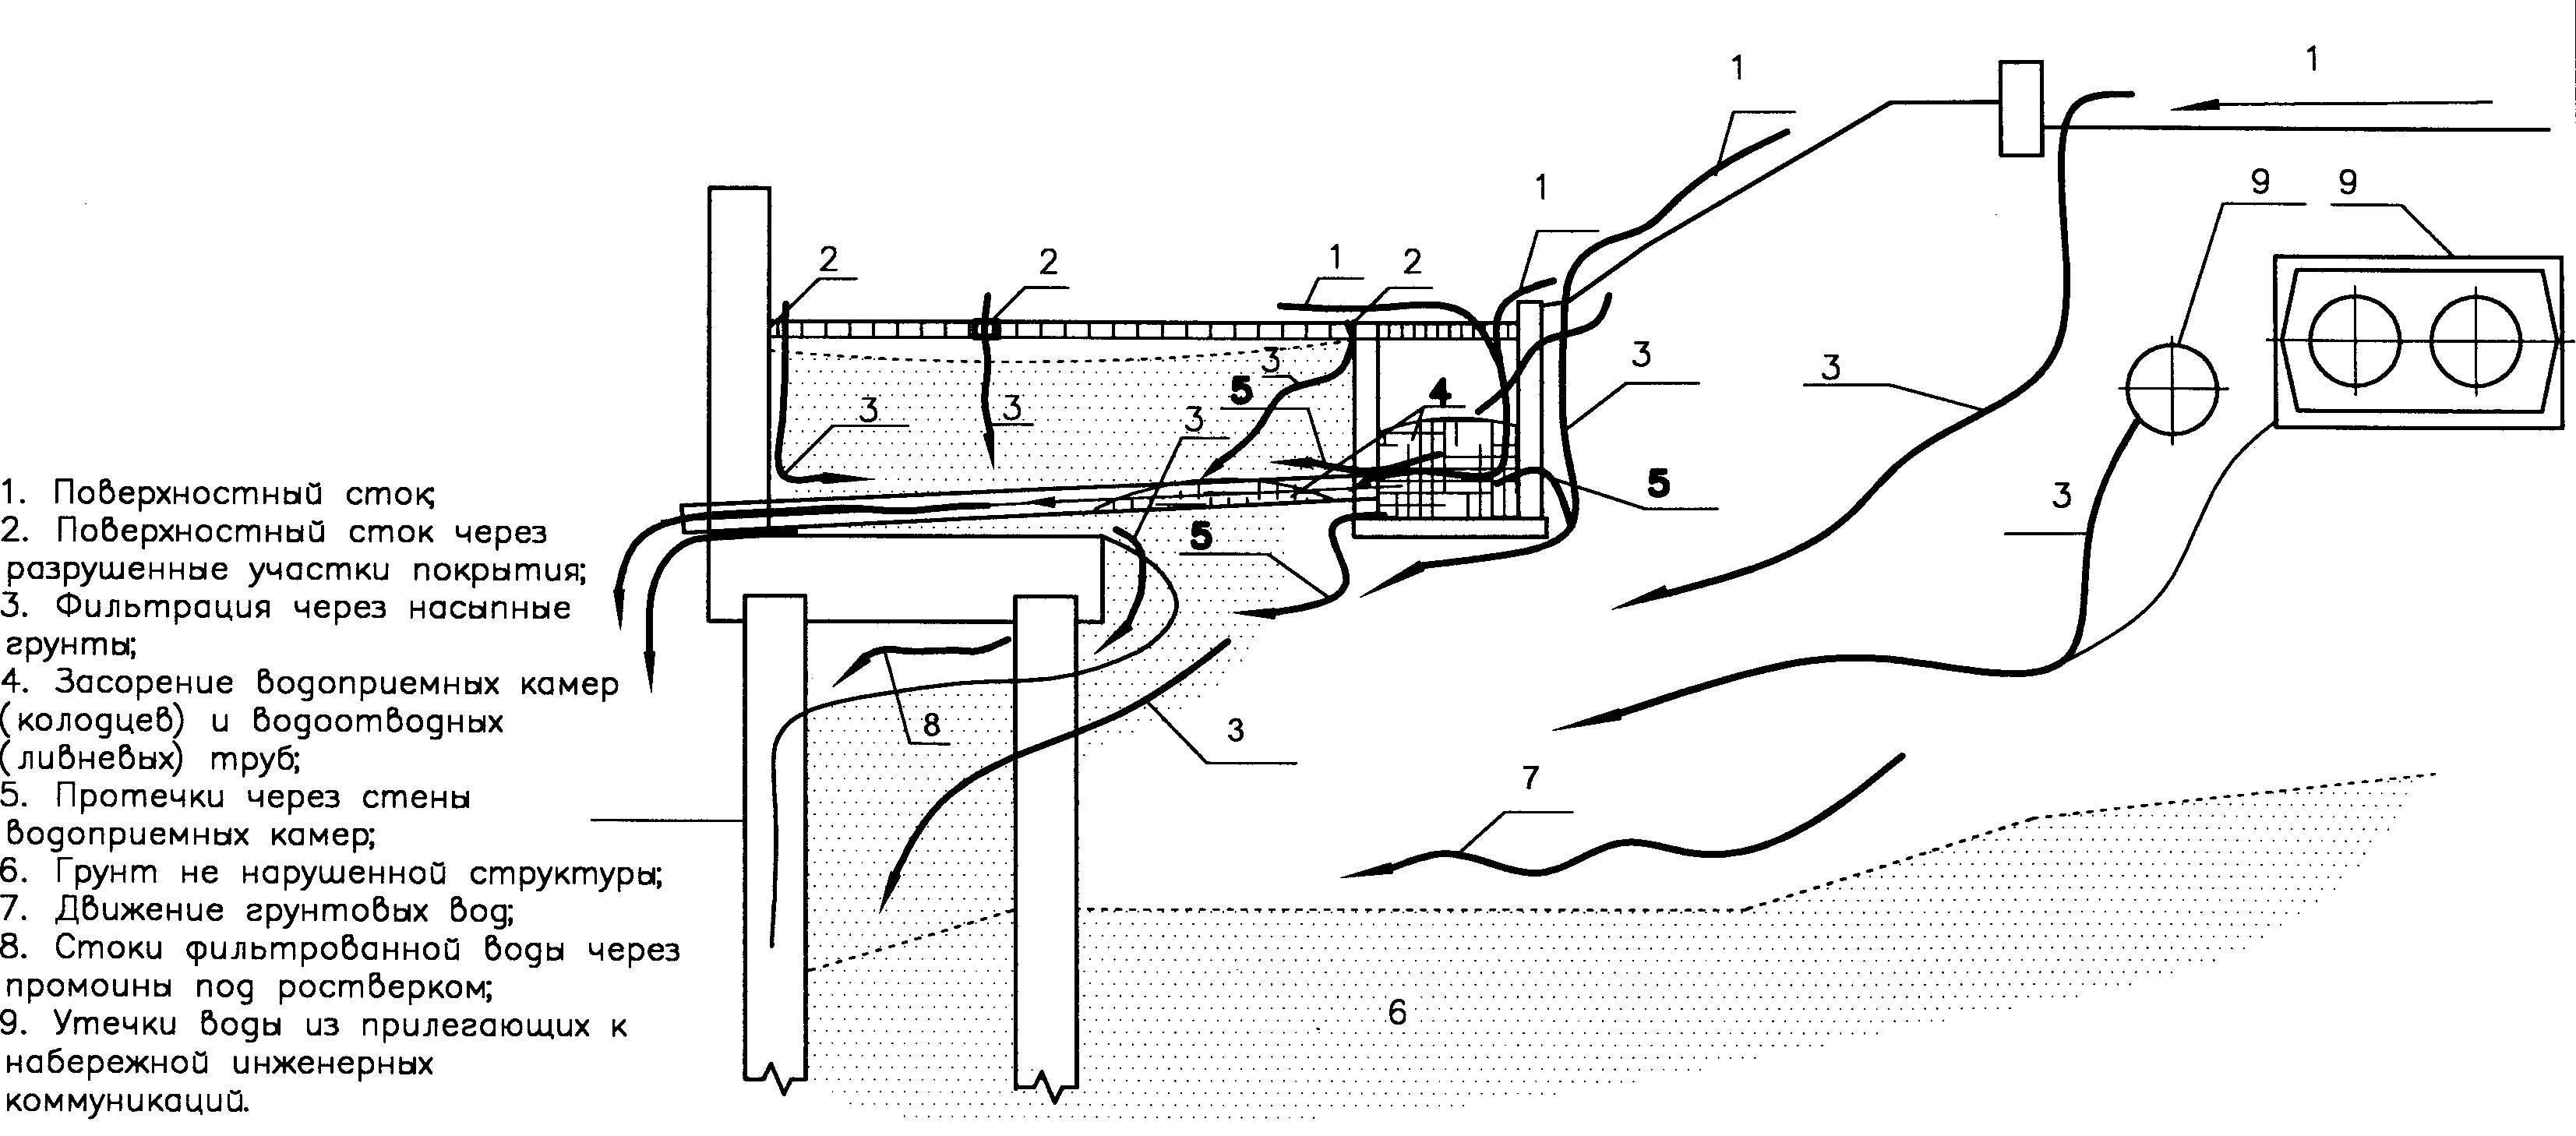 1
1
1
9 9
2
2
1
2
3
3
3
5
4
3
3
3
5
3
5
1. Поверхностный сток;
2. Поверхностный сток через
разрушенные участки покрытия;
3. Фильтрация через насыпные
грунты;
4. Засорение водоприемных камер
(колодцев) и водоотводных
(ливневых) труб;
5. Протечки через стены
водоприемных камер;
6. Грунт не нарушенной структуры;
7. Движение грунтовых вод;
8. Стоки фильтрованной воды через
промоины под ростверком;
9. Утечки воды из прилегающих к
набережной инженерных
коммуникаций.
8
3
7
6